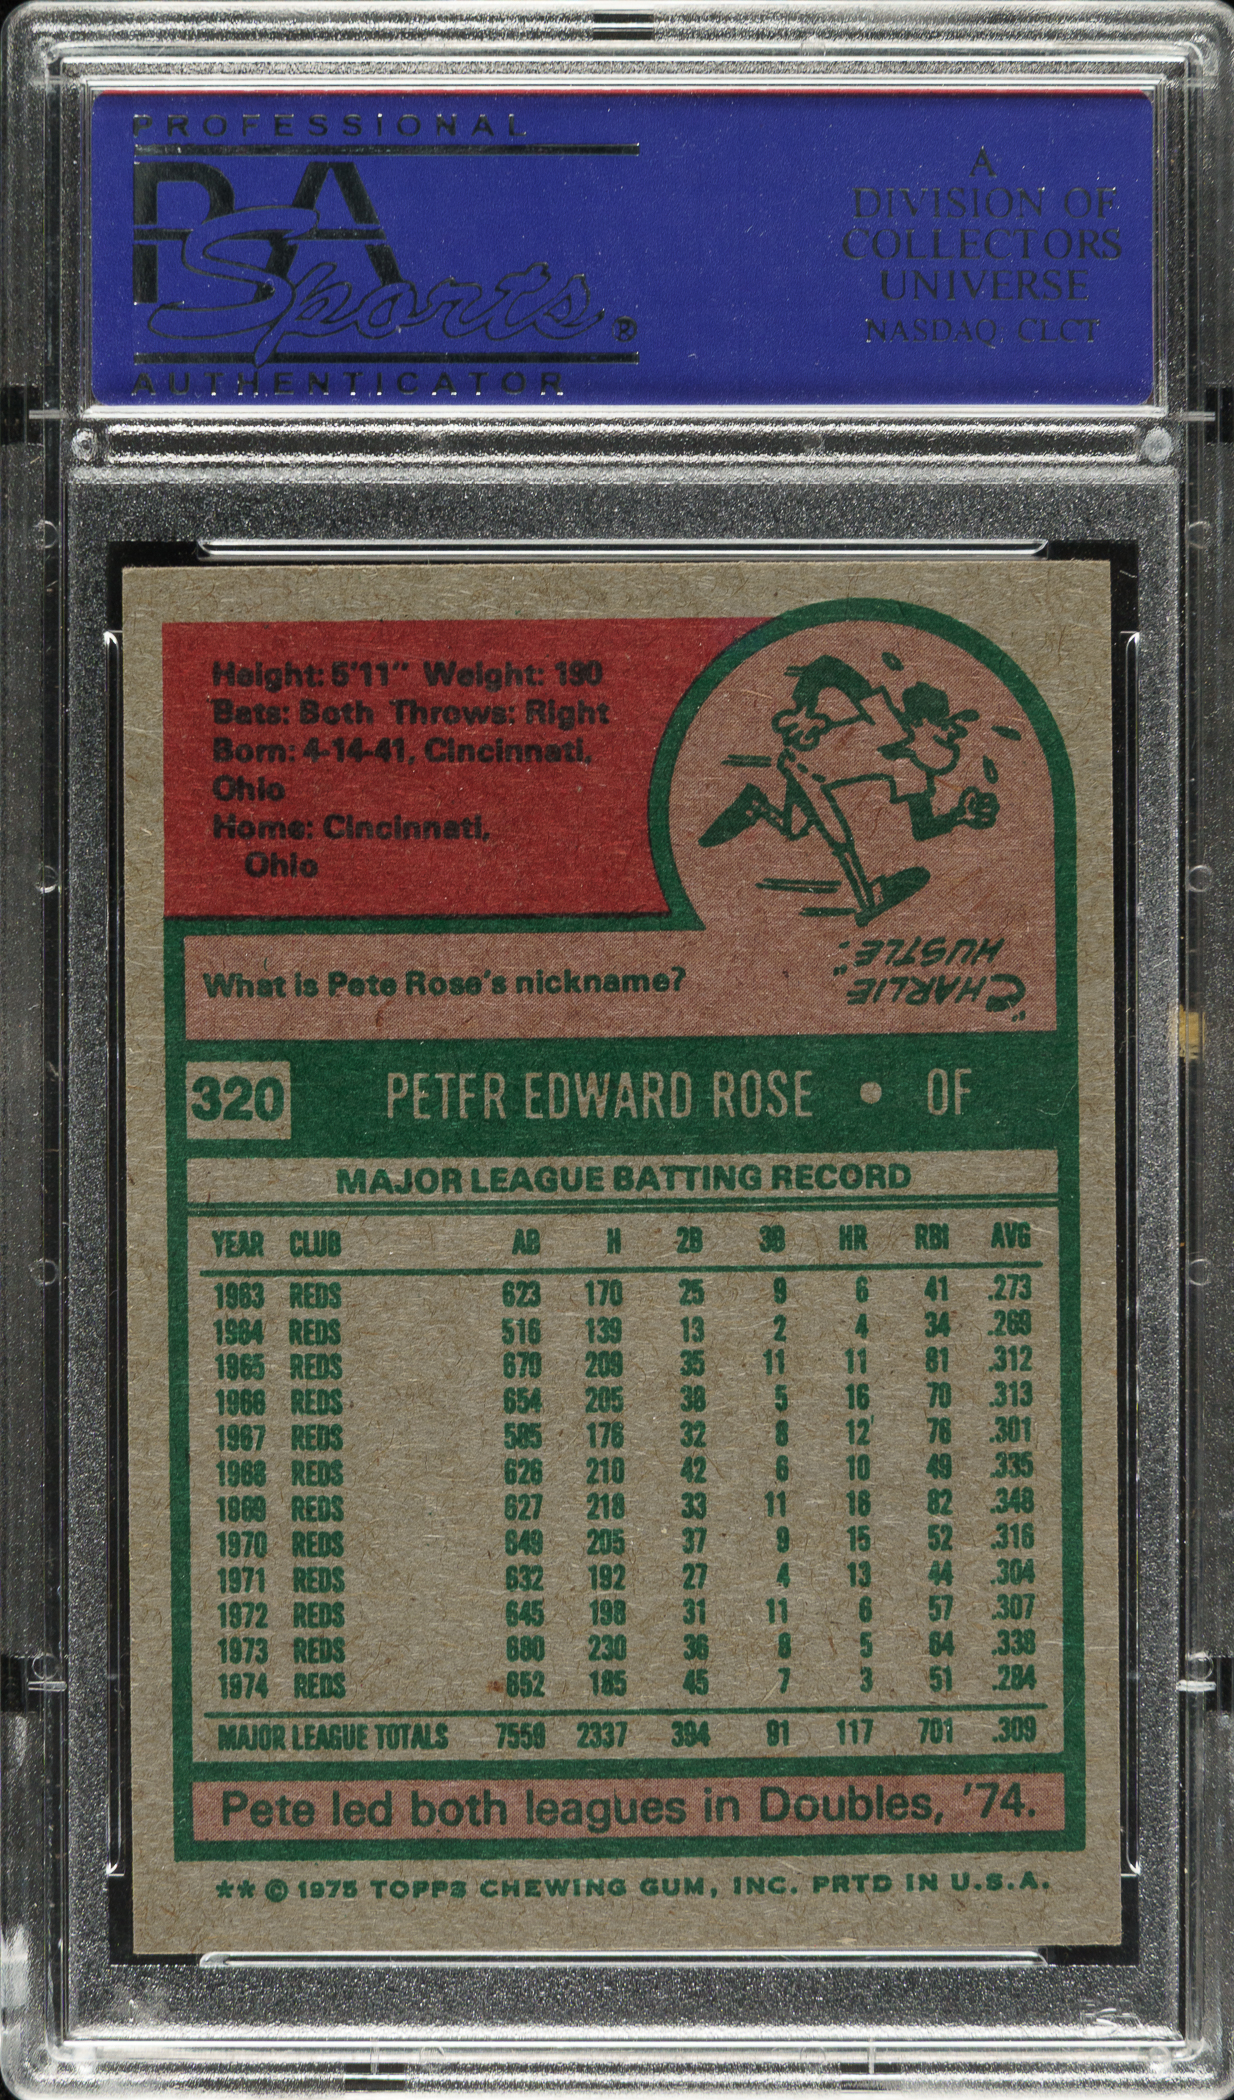 PROFESSIONAL
PSA
Sports®
AUTHENTICATOR
A
DIVISION OF
COLLECTORS
UNIVERSE
NASDAQ: CLCT
Height: 5'11" Weight: 190
Bats: Both Throws: Right
Born: 4-14-41, Cincinnati,
Ohio
Home: Cincinnati,
Ohio
What is Pete Rose's nickname?
"CHARLIE
HUSTLE".
320 PETER EDWARD ROSE • OF
MAJOR LEAGUE BATTING RECORD
YEAR CLUB AB H 2B 3B HR RBI AVG
1963 REDS 623 170 25 9 6 41 .273
1964 REDS 516 139 13 2 4 34 .269
1965 REDS 670 209 35 11 11 81 .312
1966 REDS 654 205 38 5 16 70 .313
1967 REDS 585 176 32 8 12 76 .301
1968 REDS 626 210 42 6 10 49 .335
1969 REDS 627 218 33 11 16 82 .348
1970 REDS 649 205 37 9 15 52 .316
1971 REDS 632 192 27 4 13 44 .304
1972 REDS 645 198 31 11 6 57 .307
1973 REDS 680 230 36 8 5 64 .338
1974 REDS 652 185 45 7 3 51 .284
MAJOR LEAGUE TOTALS 7559 2337 394 91 117 701 .309
Pete led both leagues in Doubles, '74.
** © 1975 TOPPS CHEWING GUM, INC. PRTD IN U.S.A.